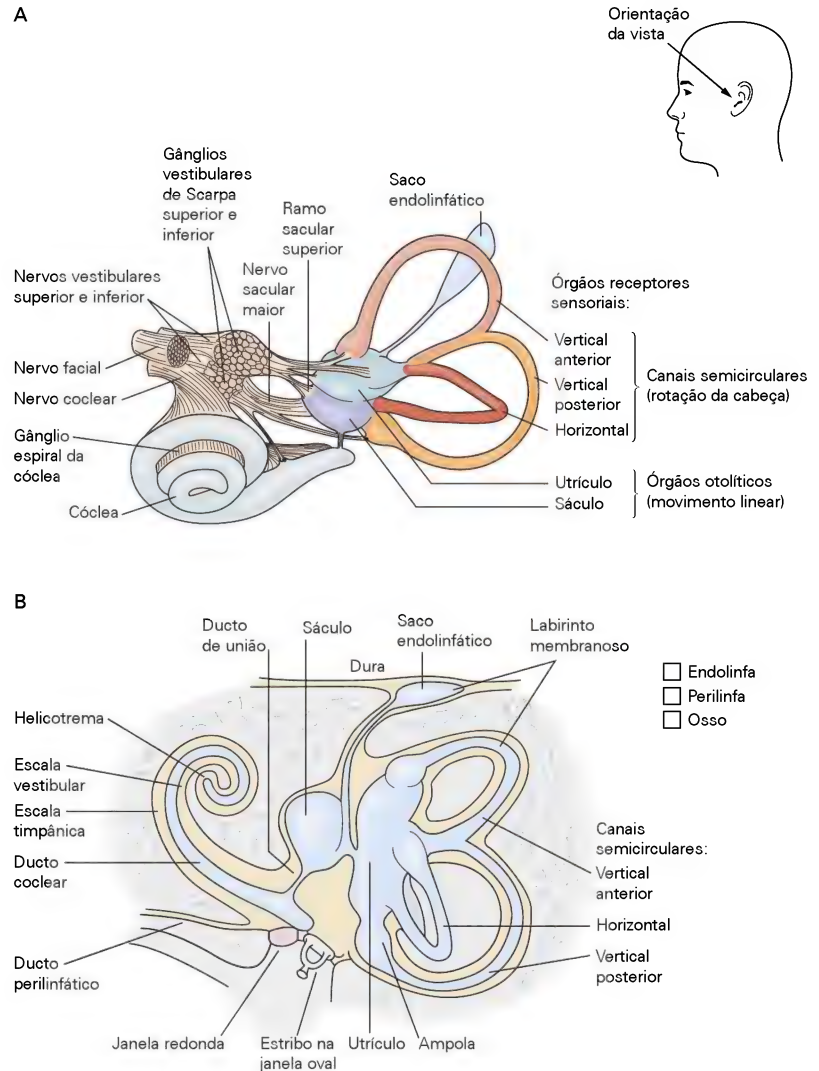 A
Orientação
da vista
Gânglios
vestibulares
de Scarpa
superior e
inferior
Ramo
sacular
superior
Saco
endolinfático
Nervos vestibulares
superior e inferior
Nervo
sacular
maior
Órgãos receptores
sensoriais:
Nervo facial
Nervo coclear
Gânglio
espiral da
cóclea
Cóclea
Vertical
anterior
Vertical
posterior
Horizontal
Canais semicirculares
(rotação da cabeça)
Utrículo
Sáculo
Órgãos otolíticos
(movimento linear)
B
Ducto
de união
Sáculo
Saco
endolinfático
Labirinto
membranoso
Dura
Endolinfa
Perilinfa
Osso
Helicotrema
Escala
vestibular
Escala
timpânica
Ducto
coclear
Ducto
perilinfático
Canais
semicirculares:
Vertical
anterior
Horizontal
Vertical
posterior
Janela redonda
Estribo na
janela oval
Utrículo
Ampola